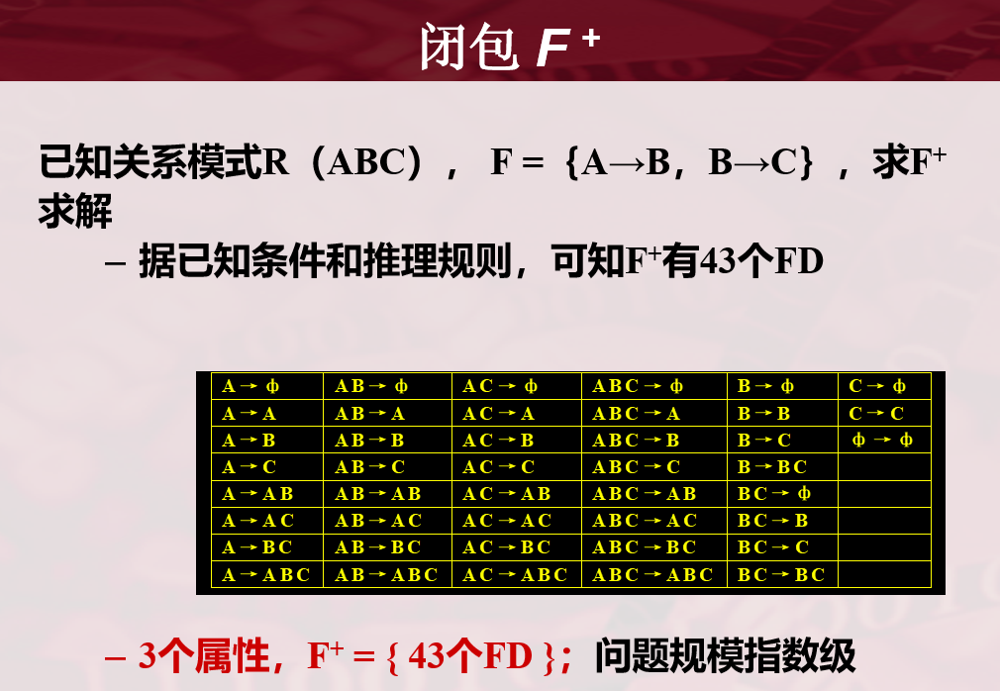 闭包 F +
已知关系模式R（ABC），F =｛A→B，B→C｝，求F+
求解
– 据已知条件和推理规则，可知F+有43个FD
A→φ AB→φ AC→φ ABC→φ B→φ C→φ
A→A AB→A AC→A ABC→A B→B C→C
A→B AB→B AC→B ABC→B B→C φ→φ
A→C AB→C AC→C ABC→C B→BC
A→AB AB→AB AC→AB ABC→AB BC→φ
A→AC AB→AC AC→AC ABC→AC BC→B
A→BC AB→BC AC→BC ABC→BC BC→C
A→ABC AB→ABC AC→ABC ABC→ABC BC→BC
– 3个属性，F+ = { 43个FD }；问题规模指数级